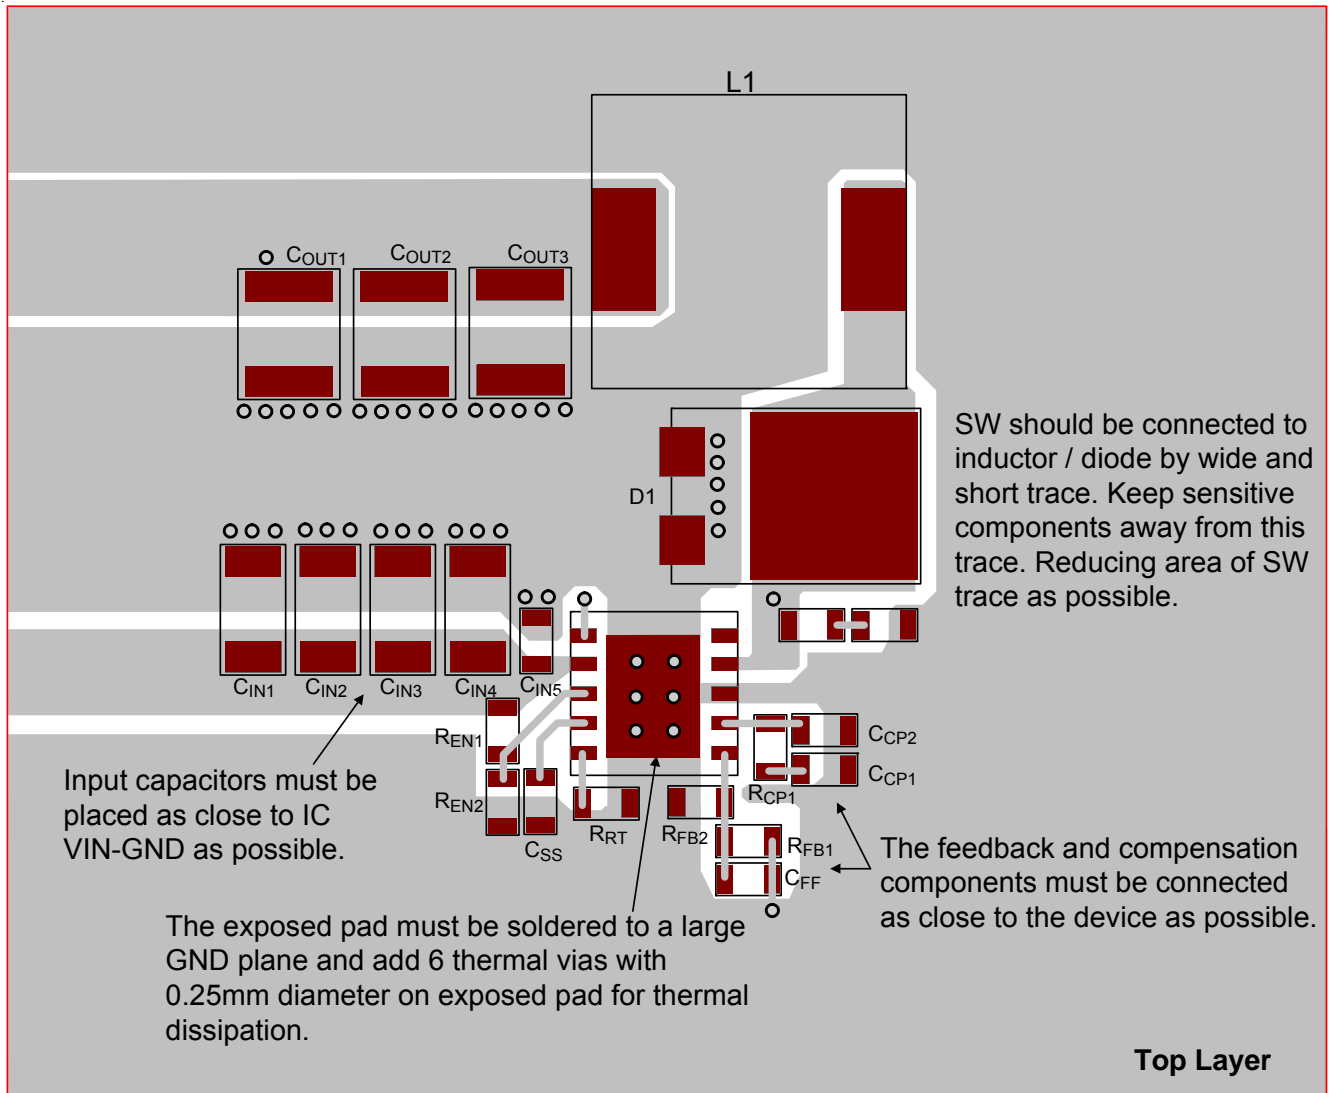 L1
COUT1
COUT2
COUT3
D1
SW should be connected to
inductor / diode by wide and
short trace. Keep sensitive
components away from this
trace. Reducing area of SW
trace as possible.
CIN1
CIN2
CIN3
CIN4
CIN5
REN1
REN2
CSS
RRT
RFB2
RCP1
CCP2
CCP1
RFB1
CFF
Input capacitors must be
placed as close to IC
VIN-GND as possible.
The feedback and compensation
components must be connected
as close to the device as possible.
The exposed pad must be soldered to a large
GND plane and add 6 thermal vias with
0.25mm diameter on exposed pad for thermal
dissipation.
Top Layer